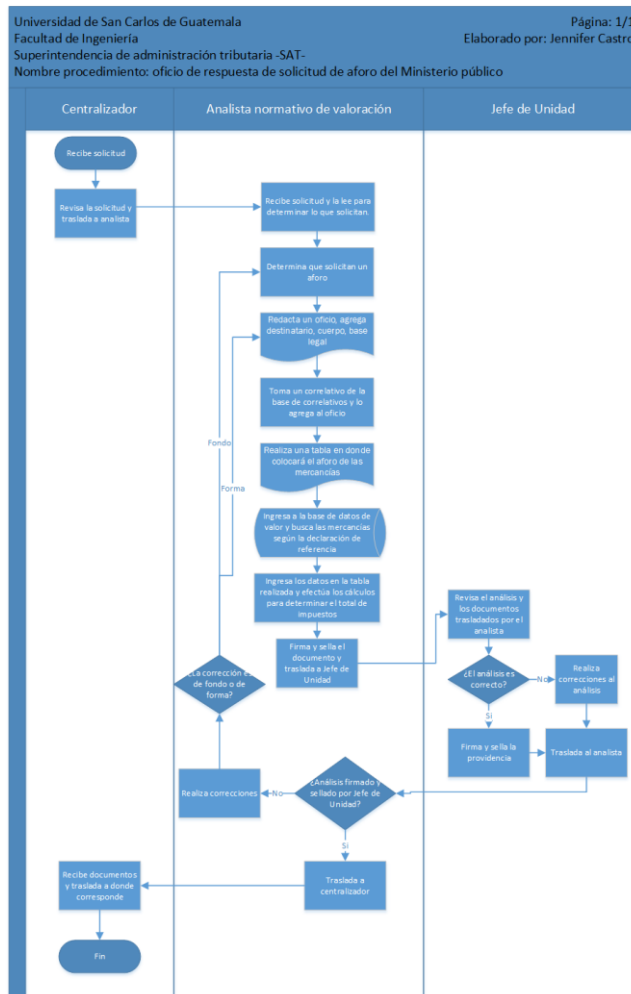 Universidad de San Carlos de Guatemala
Página: 1/1
Facultad de Ingeniería
Elaborado por: Jennifer Castro
Superintendencia de administración tributaria -SAT-
Nombre procedimiento: oficio de respuesta de solicitud de aforo del Ministerio público
Centralizador
Analista normativo de valoración
Jefe de Unidad
Recibe solicitud
Revisa la solicitud y
traslada a analista
Recibe solicitud y la lee para
determinar lo que solicitan.
Determina que solicitan un
aforo
Redacta un oficio, agrega
destinatario, cuerpo, base
legal
Toma un correlativo de la
base de correlativos y lo
agrega al oficio
Fondo
Realiza una tabla en donde
colocará el aforo de las
mercancías
Forma
Ingresa a la base de datos de
valor y busca las mercancías
según la declaración de
referencia
Ingresa los datos en la tabla
realizada y efectúa los cálculos
para determinar el total de
impuestos
Revisa el análisis y
los documentos
trasladados por el
analista
Firma y sella el
documento y
traslada a Jefe de
Unidad
¿La corrección es
de fondo o de
forma?
¿El análisis es
correcto?
No
Realiza
correcciones al
análisis
Si
Firma y sella la
providencia
Traslada al analista
Realiza correcciones
No
¿Análisis firmado y
sellado por Jefe de
Unidad?
Si
Recibe documentos
y traslada a donde
corresponde
Traslada a
centralizador
Fin